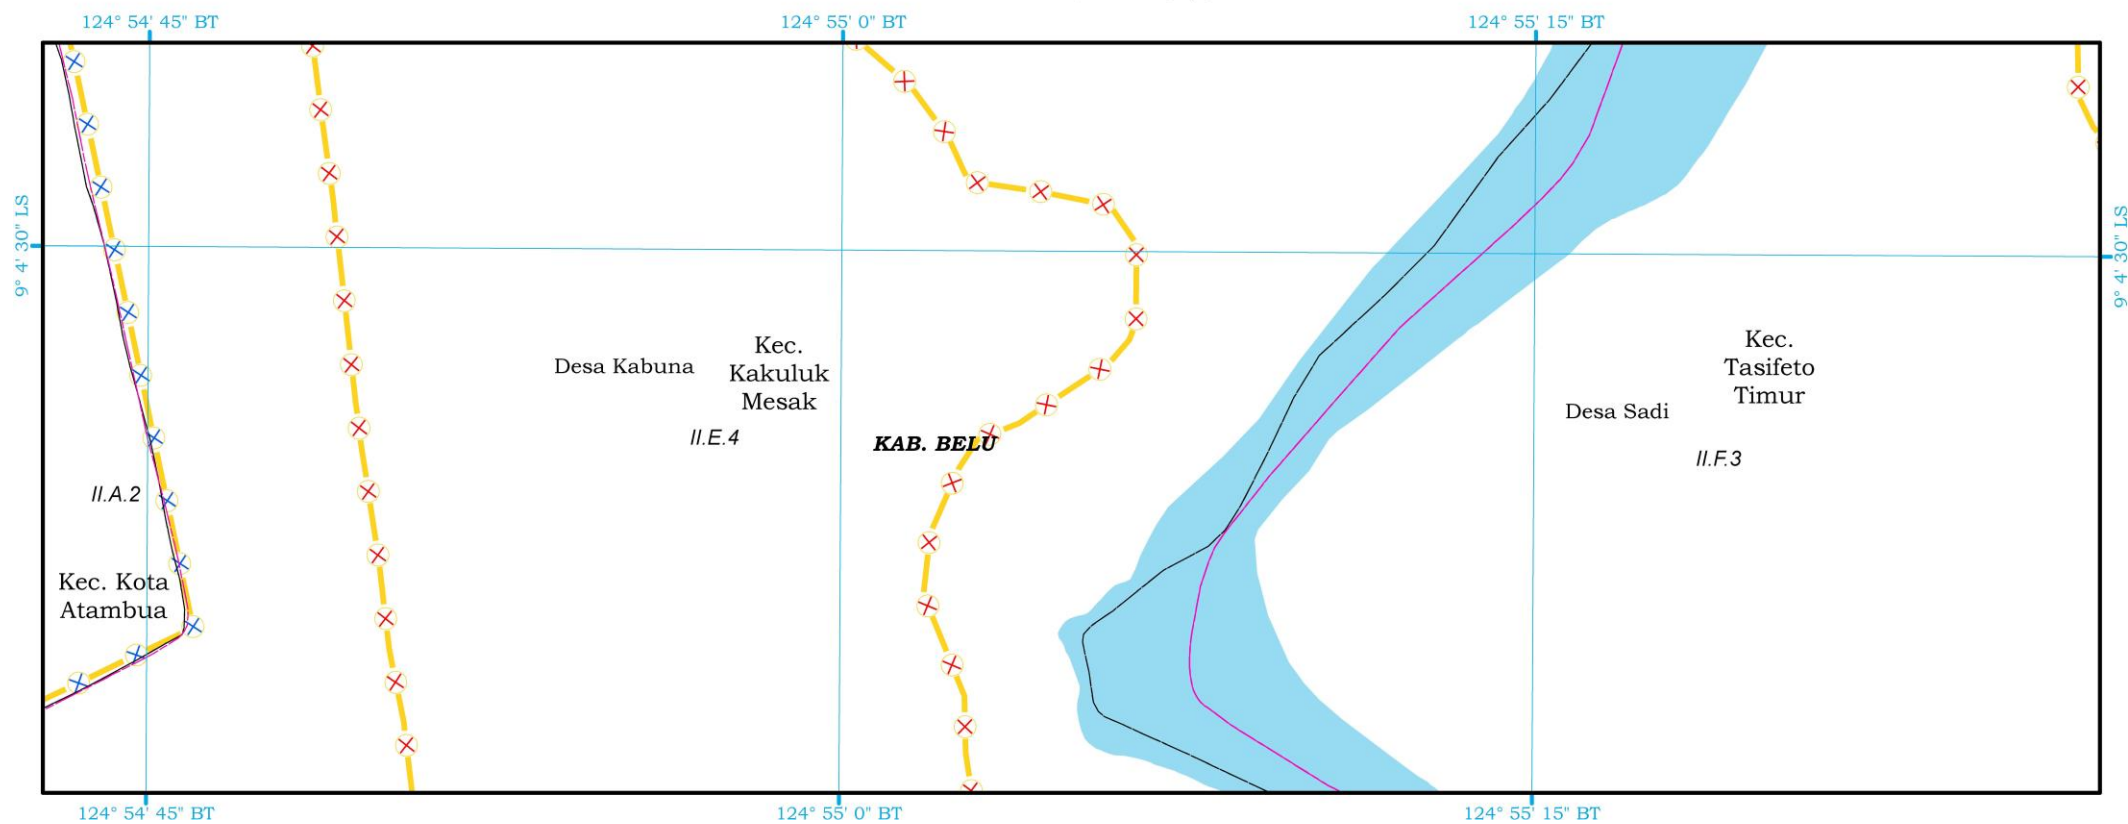 124° 54' 45" BT
124° 55' 0" BT
124° 55' 15" BT
9° 4' 30" LS
9° 4' 30" LS
Kec.
Kakuluk
Mesak
Desa Kabuna
II.E.4
KAB. BELU
Kec.
Tasifeto
Timur
Desa Sadi
II.F.3
II.A.2
Kec. Kota
Atambua
124° 54' 45" BT
124° 55' 0" BT
124° 55' 15" BT